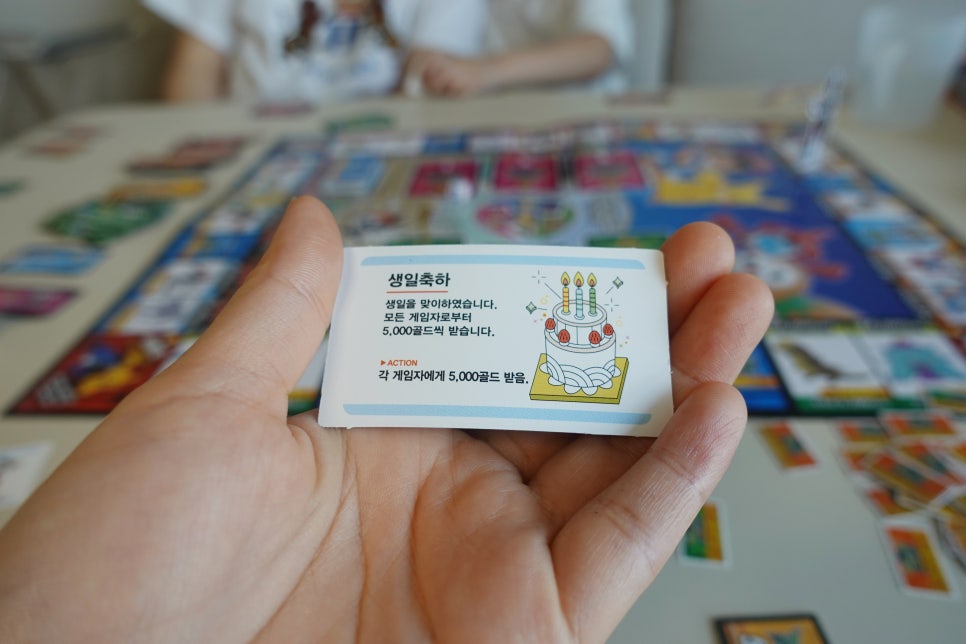 생일축하
생일을 맞이하였습니다.
모든 게임자로부터
5,000골드씩 받습니다.
▶ACTION
각 게임자에게 5,000골드 받음.